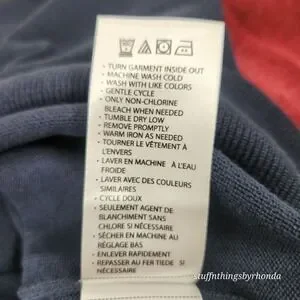 - TURN GARMENT INSIDE OUT
- MACHINE WASH COLD
- WASH WITH LIKE COLORS
- GENTLE CYCLE
- ONLY NON-CHLORINE
BLEACH WHEN NEEDED
- TUMBLE DRY LOW
- REMOVE PROMPTLY
- WARM IRON AS NEEDED
- TOURNER LE VÊTEMENT À
L'ENVERS
- LAVER EN MACHINE À L'EAU
FROIDE
- LAVER AVEC DES COULEURS
SIMILAIRES
- CYCLE DOUX
- SEULEMENT AGENT DE
BLANCHIMENT SANS
CHLORE SI NÉCESSAIRE
- SÉCHER EN MACHINE AU
RÉGLAGE BAS
- ENLEVER RAPIDEMENT
- REPASSER AU FER TIEDE SI
NÉCESSAIRE
stuffnthingsbyrhonda